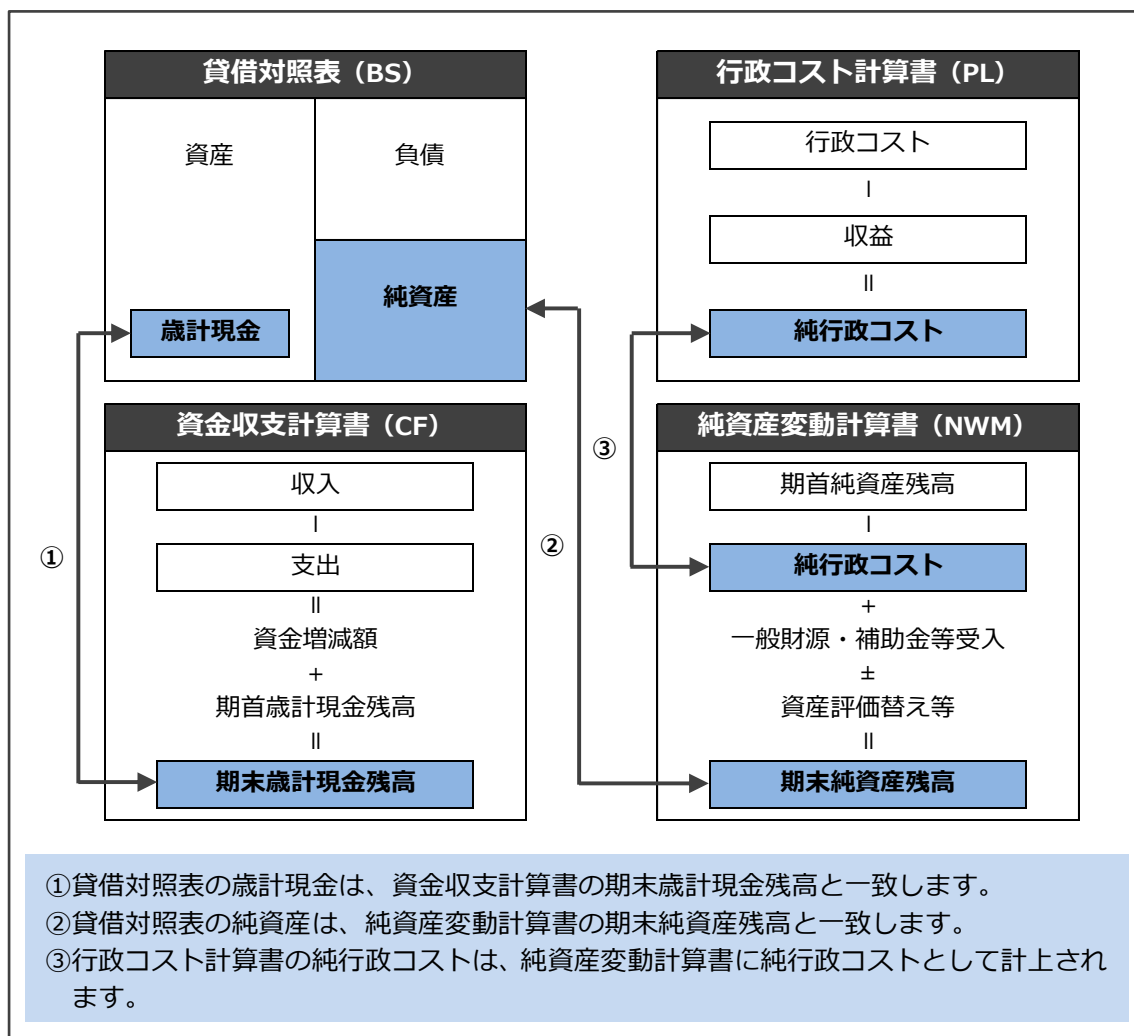 貸借対照表（BS）
資産
負債
純資産
歳計現金
行政コスト計算書（PL）
行政コスト
－
収益
＝
純行政コスト
資金収支計算書（CF）
収入
－
支出
＝
資金増減額
＋
期首歳計現金残高
＝
期末歳計現金残高
純資産変動計算書（NWM）
期首純資産残高
－
純行政コスト
＋
一般財源・補助金等受入
±
資産評価替え等
＝
期末純資産残高
①
②
③
①貸借対照表の歳計現金は、資金収支計算書の期末歳計現金残高と一致します。
②貸借対照表の純資産は、純資産変動計算書の期末純資産残高と一致します。
③行政コスト計算書の純行政コストは、純資産変動計算書に純行政コストとして計上され
ます。